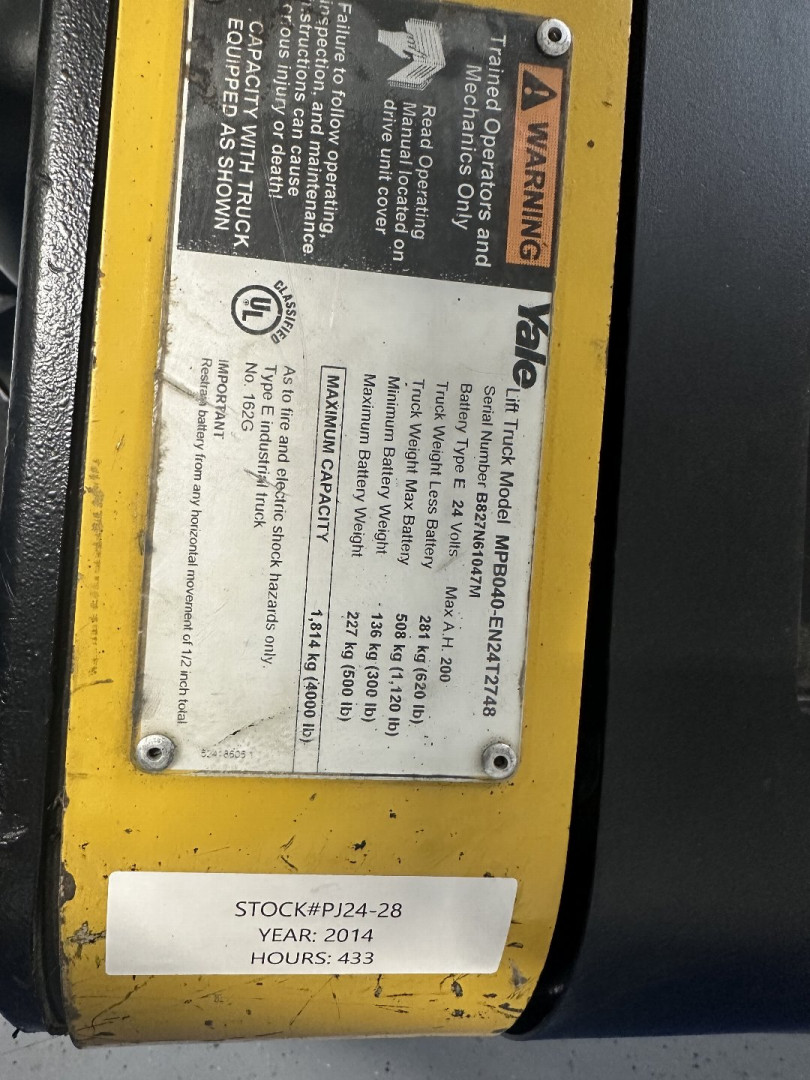 WARNING
Trained Operators and
Mechanics Only
Read Operating
Manual located on
drive unit cover
Failure to follow operating,
inspection, and maintenance
instructions can cause
serious injury or death!
CAPACITY WITH TRUCK
EQUIPPED AS SHOWN
Yale
Lift Truck Model MPB040-EN24T2748
Serial Number B827N61047M
Battery Type E 24 Volts Max A.H. 200
Truck Weight Less Battery 281 kg (620 lb)
Truck Weight Max Battery 508 kg (1,120 lb)
Minimum Battery Weight 136 kg (300 lb)
Maximum Battery Weight 227 kg (500 lb)
MAXIMUM CAPACITY 1,814 kg (4000 lb)
CLASSIFIED
UL
®
As to fire and electric shock hazards only.
Type E industrial truck
No. 162G
IMPORTANT
Restrain battery from any horizontal movement of 1/2 inch total
STOCK#PJ24-28
YEAR: 2014
HOURS: 433